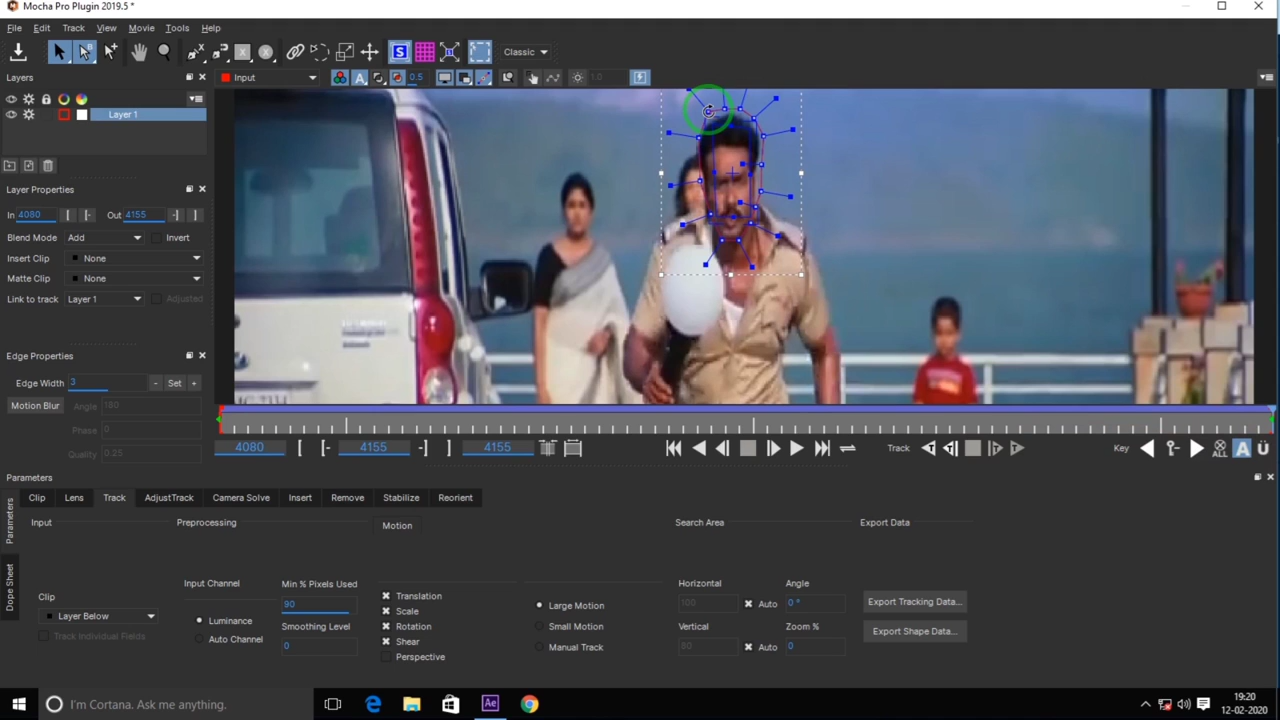 Mocha Pro Plugin 2019.5 *
File Edit Track View Movie Tools Help
Classic
Layers
Input
0.5
1.0
Layer 1
Layer Properties
In 4080 Out 4155
Blend Mode Add Invert
Insert Clip None
Matte Clip None
Link to track Layer 1 Adjusted
Edge Properties
Edge Width 3 - Set +
Motion Blur Angle 180
Phase 0
Quality 0.25
4080 4155 4155 Track Key ALL A Ü
Parameters
Clip Lens Track AdjustTrack Camera Solve Insert Remove Stabilize Reorient
Parameters
Dope Sheet
Input Preprocessing Motion Search Area Export Data
Input Channel Min % Pixels Used Horizontal Angle
Clip 90 Translation Large Motion 100 Auto 0 ° Export Tracking Data...
Layer Below Luminance Smoothing Level Scale Small Motion Vertical Zoom % Export Shape Data...
Track Individual Fields Auto Channel 0 Rotation Manual Track Auto 0
Shear
Perspective
I'm Cortana. Ask me anything.
Ae
19:20
12-02-2020